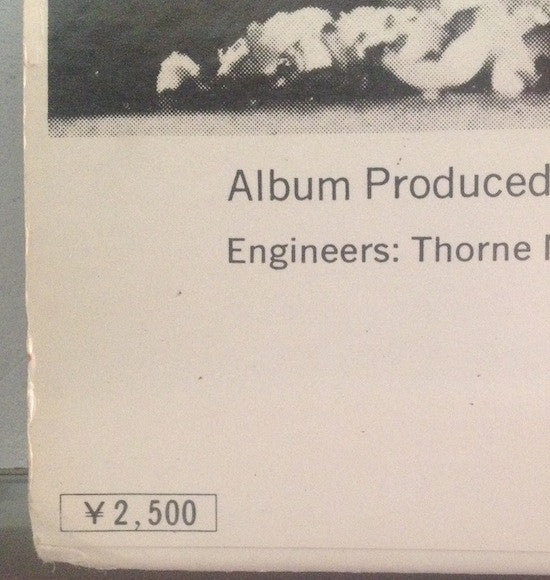 Album Produced
Engineers: Thorne
¥2,500